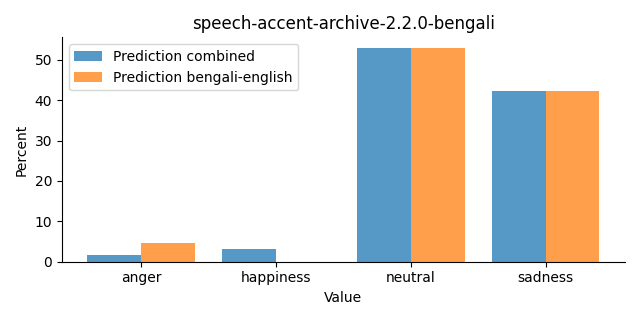 speech-accent-archive-2.2.0-bengali
Prediction combined
Prediction bengali-english
Percent
50
40
30
20
10
0
anger happiness neutral sadness
Value